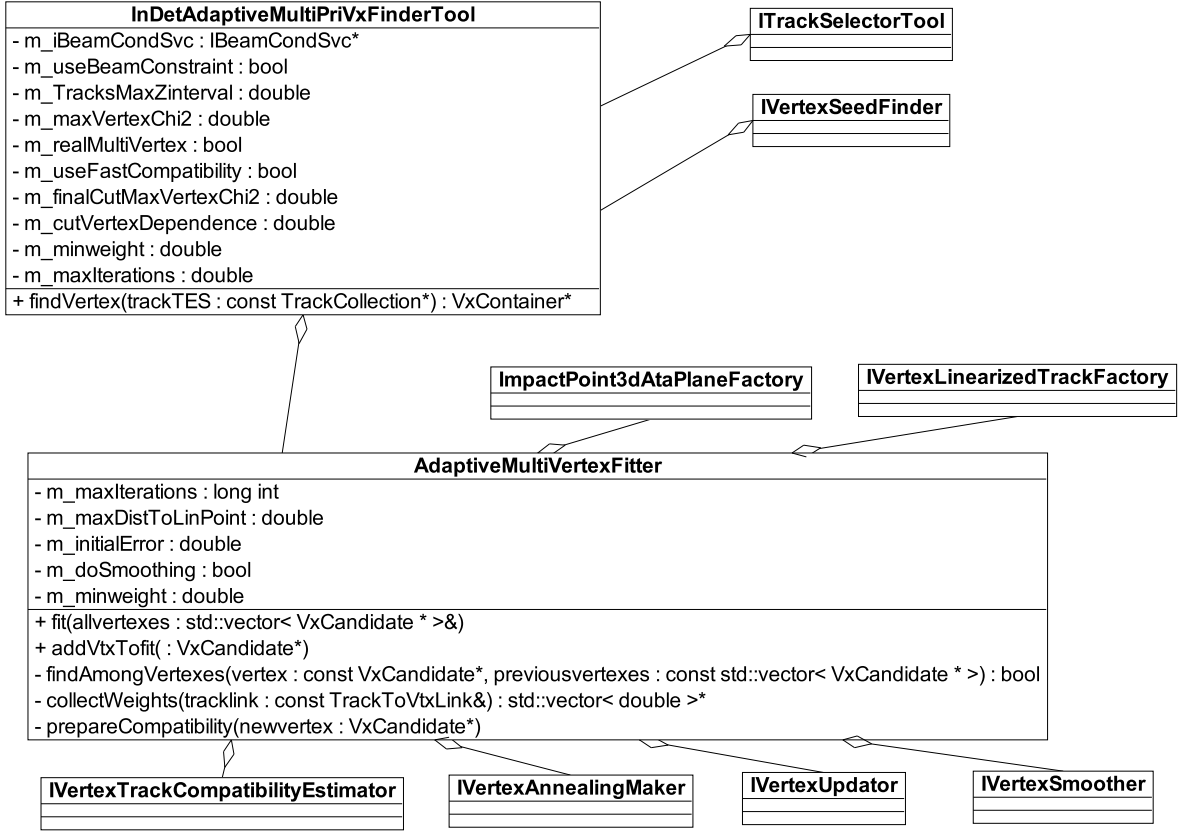 InDetAdaptiveMultiPriVxFinderTool
- m_iBeamCondSvc : IBeamCondSvc*
- m_useBeamConstraint : bool
- m_TracksMaxZinterval : double
- m_maxVertexChi2 : double
- m_realMultiVertex : bool
- m_useFastCompatibility : bool
- m_finalCutMaxVertexChi2 : double
- m_cutVertexDependence : double
- m_minweight : double
- m_maxIterations : double
+ findVertex(trackTES : const TrackCollection*) : VxContainer*
ITrackSelectorTool
IVertexSeedFinder
ImpactPoint3dAtaPlaneFactory
IVertexLinearizedTrackFactory
AdaptiveMultiVertexFitter
- m_maxIterations : long int
- m_maxDistToLinPoint : double
- m_initialError : double
- m_doSmoothing : bool
- m_minweight : double
+ fit(allvertexes : std::vector< VxCandidate * >&)
+ addVtxTofit( : VxCandidate*)
- findAmongVertexes(vertex : const VxCandidate*, previousvertexes : const std::vector< VxCandidate * >) : bool
- collectWeights(tracklink : const TrackToVtxLink&) : std::vector< double >*
- prepareCompatibility(newvertex : VxCandidate*)
IVertexTrackCompatibilityEstimator
IVertexAnnealingMaker
IVertexUpdator
IVertexSmoother